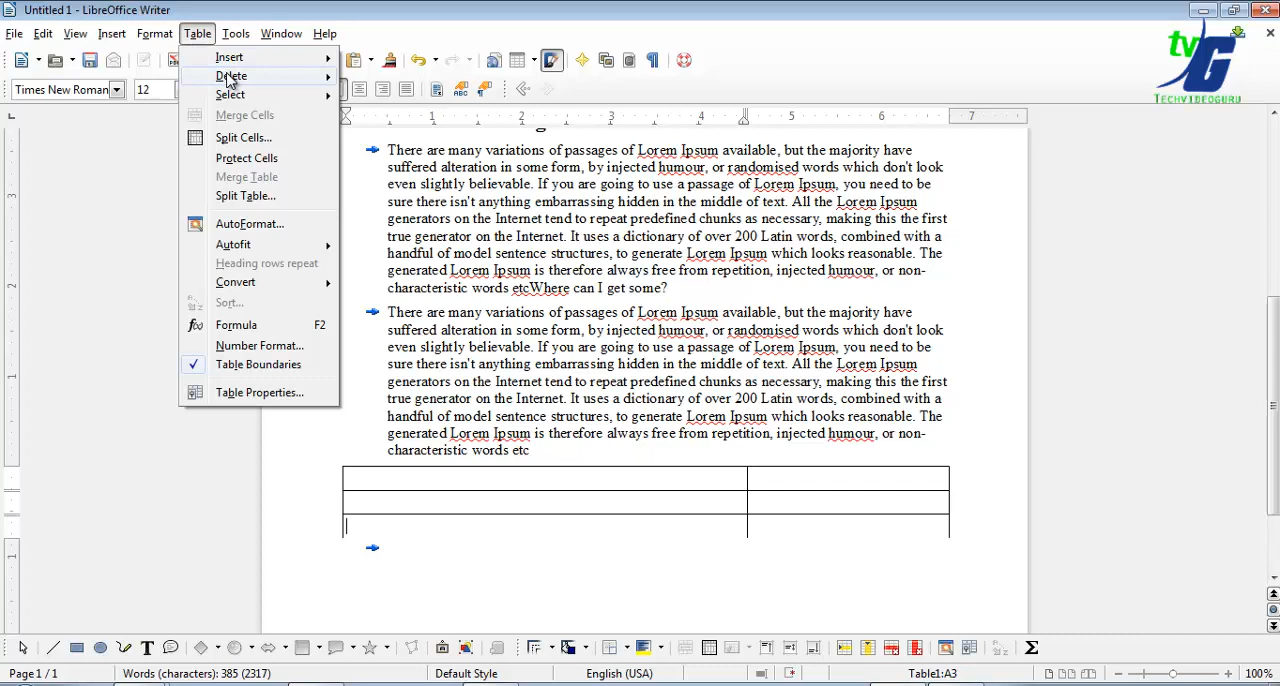 Untitled 1 - LibreOffice Writer
File Edit View Insert Format Table Tools Window Help
tv G
TECHVIDEOGURU
Times New Roman 12
Insert
Delete
Select
Merge Cells
Split Cells...
Protect Cells
Merge Table
Split Table...
AutoFormat...
Autofit
Heading rows repeat
Convert
Sort...
Formula F2
Number Format...
Table Boundaries
Table Properties...
1 2 3 4 5 6 7
3
2
1
1
There are many variations of passages of Lorem Ipsum available, but the majority have
suffered alteration in some form, by injected humour, or randomised words which don't look
even slightly believable. If you are going to use a passage of Lorem Ipsum, you need to be
sure there isn't anything embarrassing hidden in the middle of text. All the Lorem Ipsum
generators on the Internet tend to repeat predefined chunks as necessary, making this the first
true generator on the Internet. It uses a dictionary of over 200 Latin words, combined with a
handful of model sentence structures, to generate Lorem Ipsum which looks reasonable. The
generated Lorem Ipsum is therefore always free from repetition, injected humour, or non-
characteristic words etcWhere can I get some?
There are many variations of passages of Lorem Ipsum available, but the majority have
suffered alteration in some form, by injected humour, or randomised words which don't look
even slightly believable. If you are going to use a passage of Lorem Ipsum, you need to be
sure there isn't anything embarrassing hidden in the middle of text. All the Lorem Ipsum
generators on the Internet tend to repeat predefined chunks as necessary, making this the first
true generator on the Internet. It uses a dictionary of over 200 Latin words, combined with a
handful of model sentence structures, to generate Lorem Ipsum which looks reasonable. The
generated Lorem Ipsum is therefore always free from repetition, injected humour, or non-
characteristic words etc
Page 1 / 1 Words (characters): 385 (2317) Default Style English (USA) Table1:A3 100%